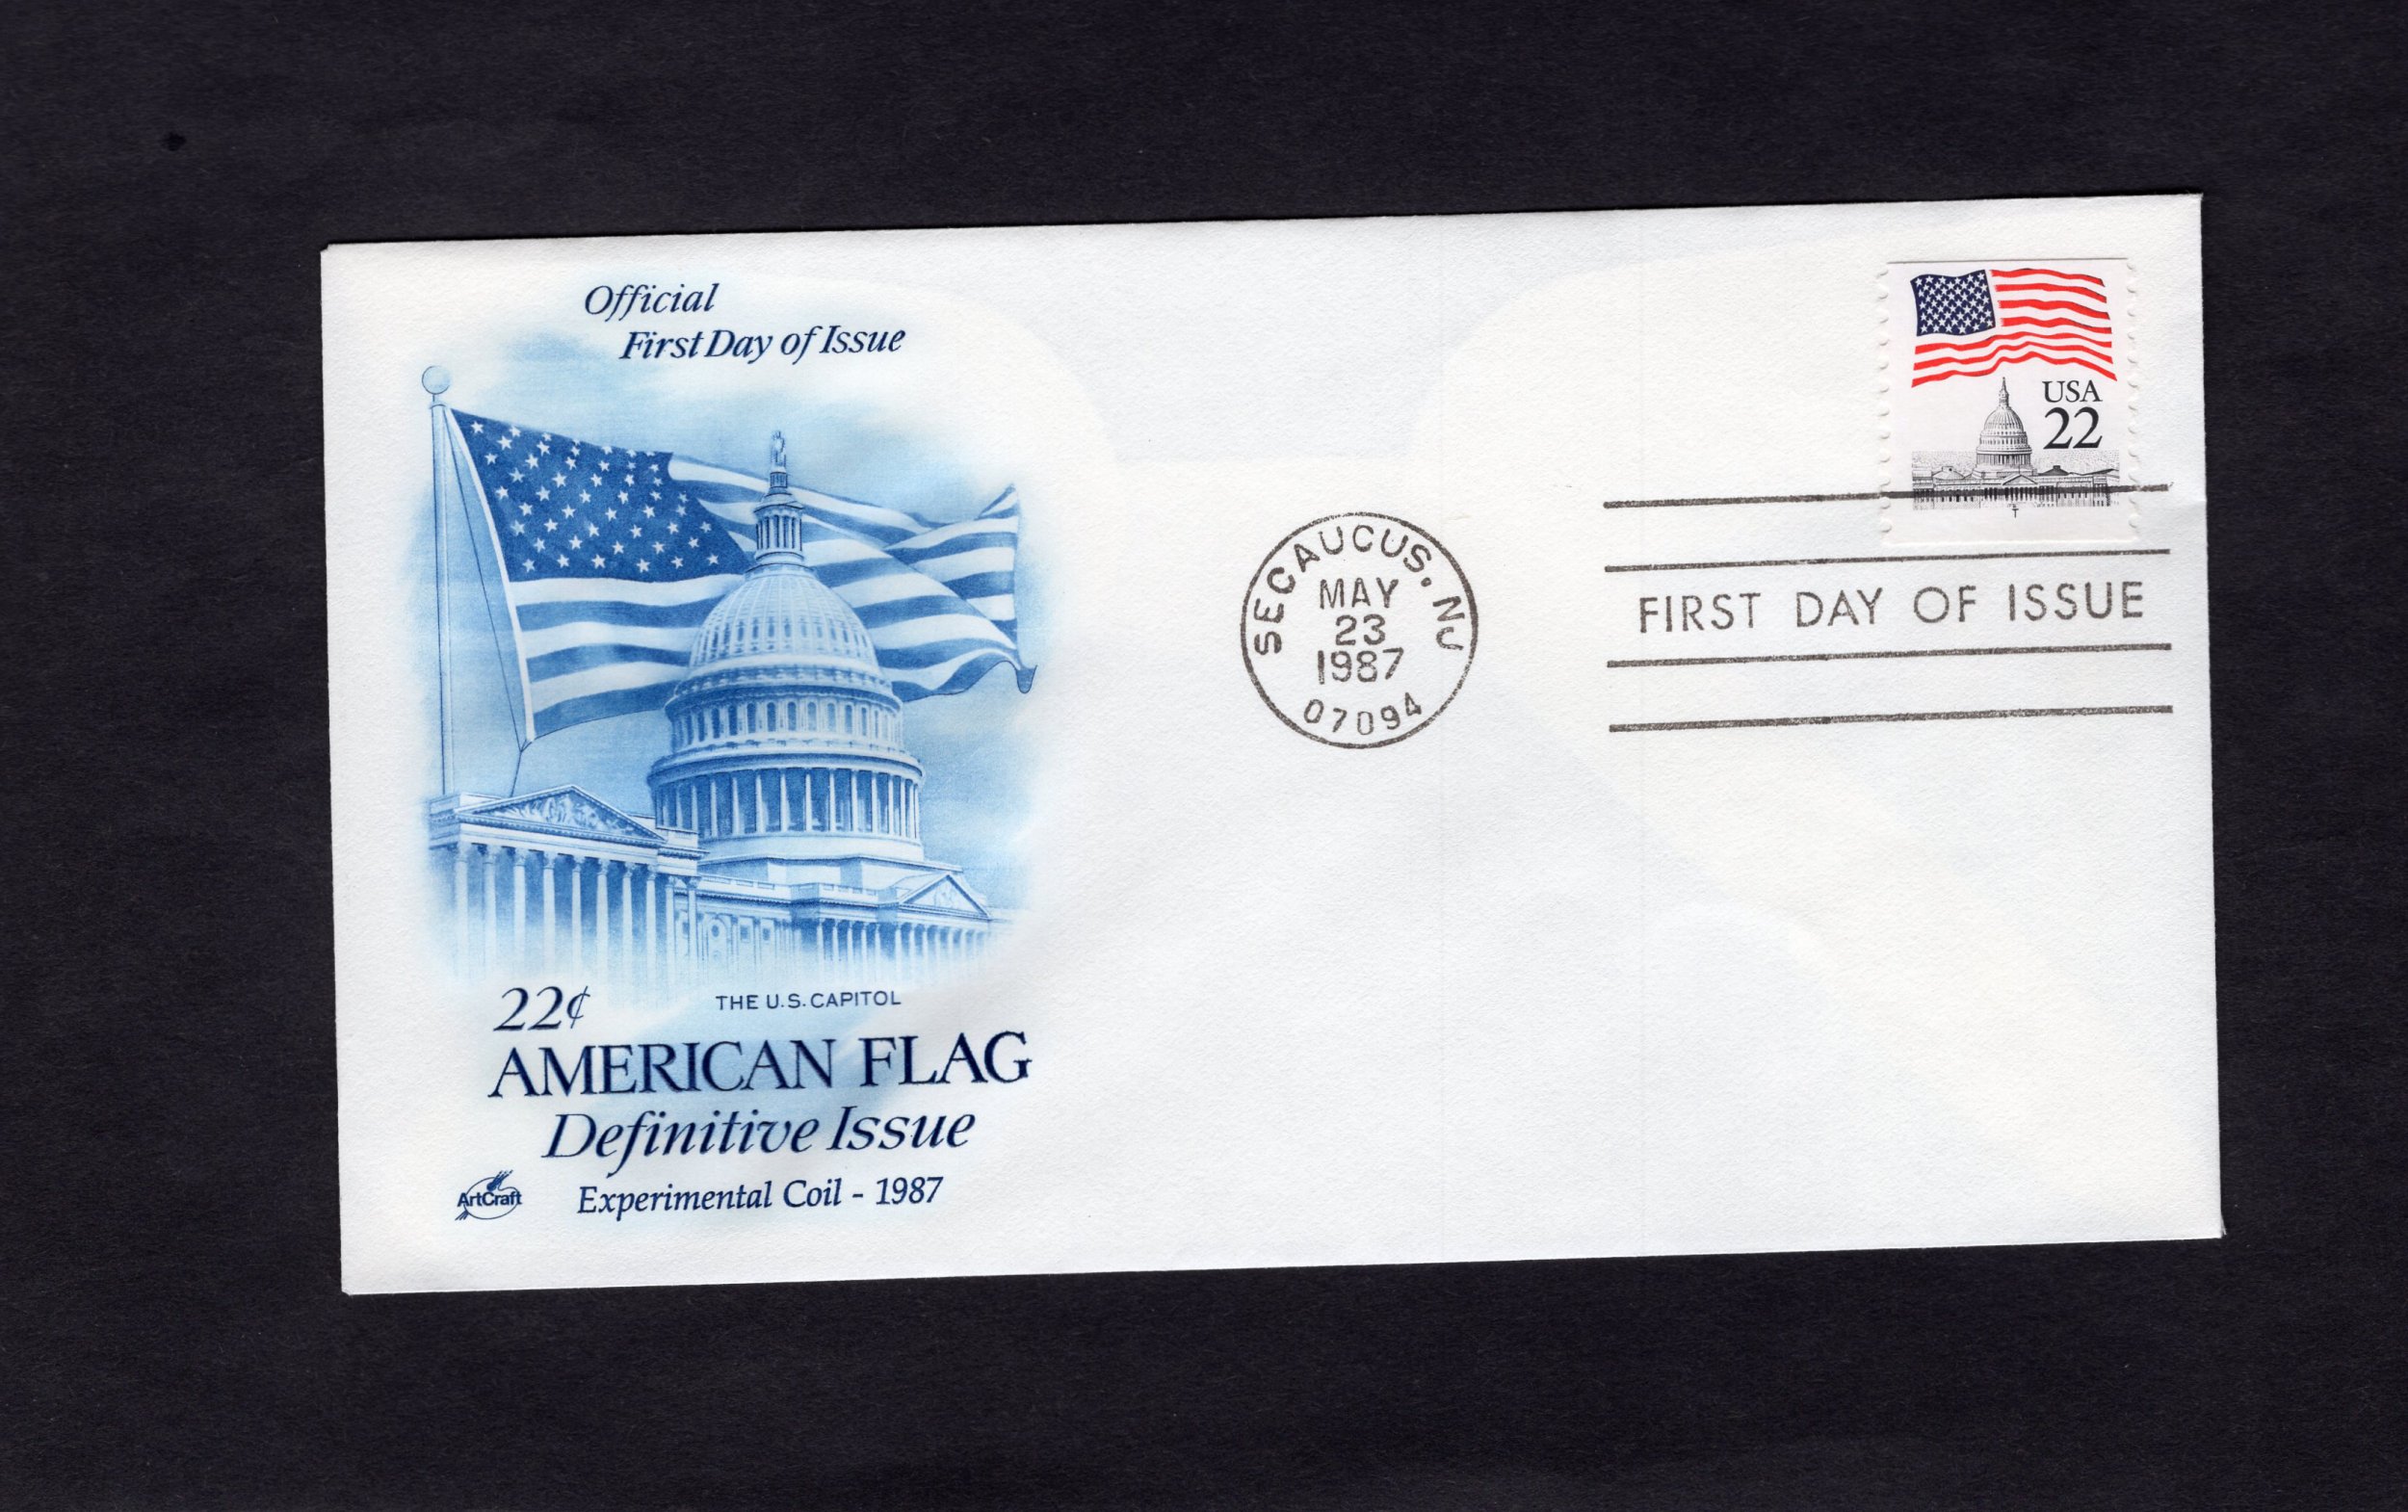 Official
First Day of Issue
USA
22
T
SECAUCUS, NJ
MAY
23
1987
07094
FIRST DAY OF ISSUE
22¢
THE U.S. CAPITOL
AMERICAN FLAG
Definitive Issue
ArtCraft
Experimental Coil - 1987